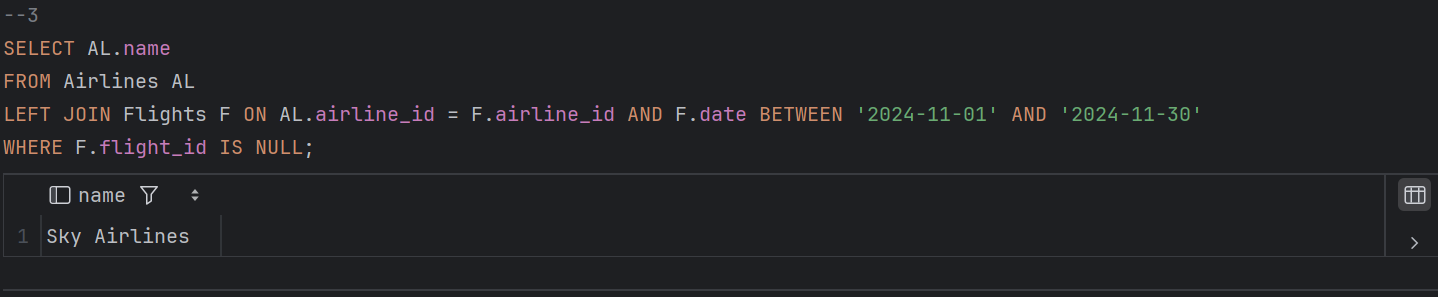 --3
SELECT AL.name
FROM Airlines AL
LEFT JOIN Flights F ON AL.airline_id = F.airline_id AND F.date BETWEEN '2024-11-01' AND '2024-11-30'
WHERE F.flight_id IS NULL;
name
1 Sky Airlines